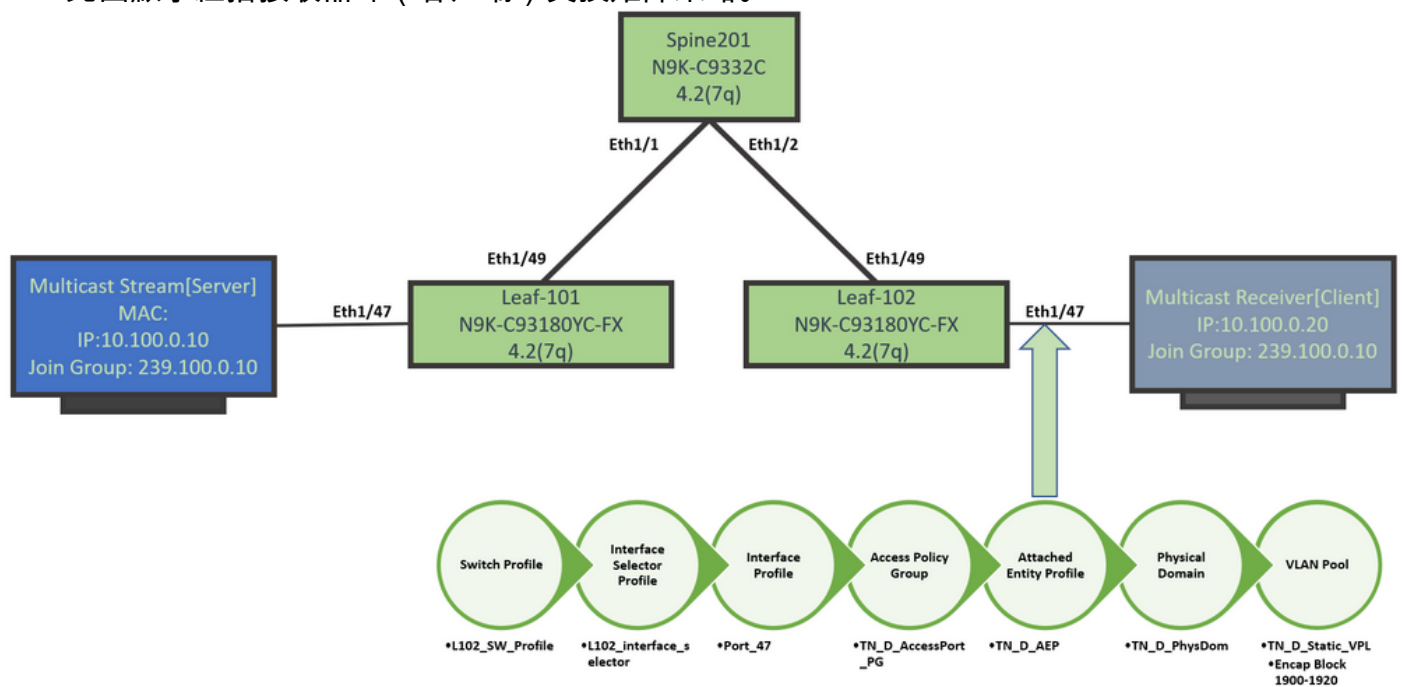 Spine201
N9K-C9332C
4.2(7q)
Eth1/1
Eth1/2
Eth1/49
Eth1/49
Multicast Stream[Server]
MAC:
IP:10.100.0.10
Join Group: 239.100.0.10
Eth1/47
Leaf-101
N9K-C93180YC-FX
4.2(7q)
Leaf-102
N9K-C93180YC-FX
4.2(7q)
Eth1/47
Multicast Receiver[Client]
IP:10.100.0.20
Join Group: 239.100.0.10
Switch Profile
Interface
Selector
Profile
Interface
Profile
Access Policy
Group
Attached
Entity Profile
Physical
Domain
VLAN Pool
•L102_SW_Profile
•L102_interface_s
elector
•Port_47
•TN_D_AccessPort
_PG
•TN_D_AEP
•TN_D_PhysDom
•TN_D_Static_VPL
•Encap Block
1900-1920